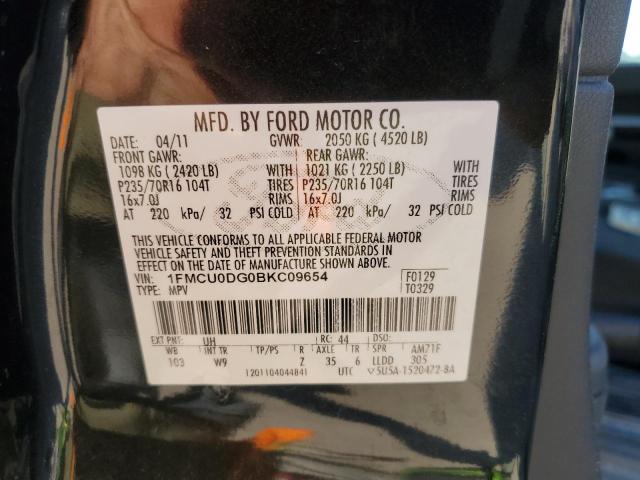 MFD. BY FORD MOTOR CO.
DATE: 04/11 GVWR: 2050 KG ( 4520 LB)
FRONT GAWR: REAR GAWR:
1098 KG ( 2420 LB) WITH 1021 KG ( 2250 LB) WITH
P235/70R16 104T TIRES P235/70R16 104T TIRES
16x7.0J RIMS 16x7.0J RIMS
AT 220 kPa/ 32 PSI COLD AT 220 kPa/ 32 PSI COLD
THIS VEHICLE CONFORMS TO ALL APPLICABLE FEDERAL MOTOR
VEHICLE SAFETY, BUMPER, AND THEFT PREVENTION STANDARDS IN
EFFECT ON THE DATE OF MANUFACTURE SHOWN ABOVE.
VIN: 1FMCU0DG0BKC09654 F0129
TYPE: MPV T0329
EXT PNT: UH RC: 44 DSO:
WB INT TR TP/PS R AXLE TR SPR AM71F
103 W9 Z 35 6 LLDD 305
1201104044841 UTC V5U5A-1520472-BA